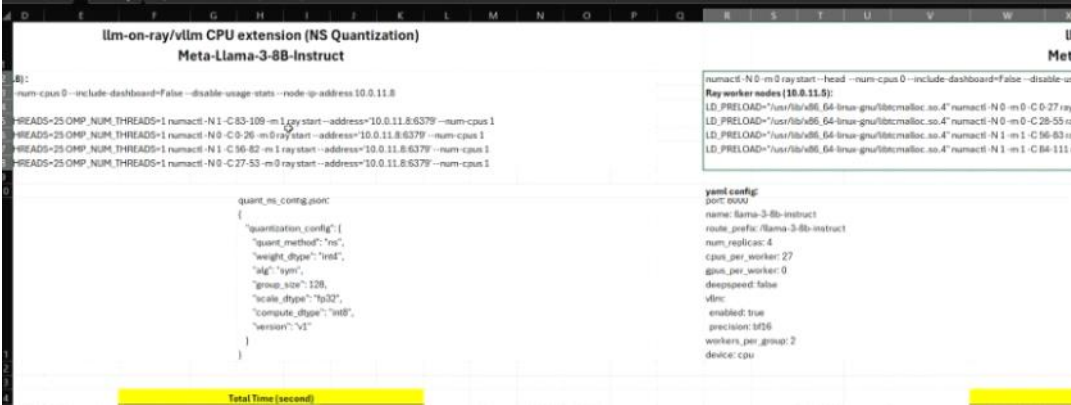 D E F G H I J K L M N O P Q R S T U V W X
llm-on-ray/vllm CPU extension (NS Quantization)
Meta-Llama-3-8B-Instruct
.8) :
-num-cpus 0 --include-dashboard=False --disable-usage-stats --node-ip-address 10.0.11.8
HREADS=25 OMP_NUM_THREADS=1 numactl -N 1 -C 83-109 -m 1 ray start --address='10.0.11.8:6379' --num-cpus 1
HREADS=25 OMP_NUM_THREADS=1 numactl -N 0 -C 0-26 -m 0 ray start --address='10.0.11.8:6379' --num-cpus 1
HREADS=25 OMP_NUM_THREADS=1 numactl -N 1 -C 56-82 -m 1 ray start --address='10.0.11.8:6379' --num-cpus 1
HREADS=25 OMP_NUM_THREADS=1 numactl -N 0 -C 27-53 -m 0 ray start --address='10.0.11.8:6379' --num-cpus 1
quant_ns_config.json:
{
"quantization_config": {
"quant_method": "ns",
"weight_dtype": "int4",
"alg": "sym",
"group_size": 128,
"scale_dtype": "fp32",
"compute_dtype": "int8",
"version": "v1"
}
}
Total Time (second)
Met
numactl -N 0 -m 0 ray start --head --num-cpus 0 --include-dashboard=False --disable-us
Ray worker nodes (10.0.11.5):
LD_PRELOAD="/usr/lib/x86_64-linux-gnu/libtcmalloc.so.4" numactl -N 0 -m 0 -C 0-27 ray
LD_PRELOAD="/usr/lib/x86_64-linux-gnu/libtcmalloc.so.4" numactl -N 0 -m 0 -C 28-55 ra
LD_PRELOAD="/usr/lib/x86_64-linux-gnu/libtcmalloc.so.4" numactl -N 1 -m 1 -C 56-83 ra
LD_PRELOAD="/usr/lib/x86_64-linux-gnu/libtcmalloc.so.4" numactl -N 1 -m 1 -C 84-111
yaml config:
port: 8000
name: llama-3-8b-instruct
route_prefix: /llama-3-8b-instruct
num_replicas: 4
cpus_per_worker: 27
gpus_per_worker: 0
deepspeed: false
vllm:
enabled: true
precision: bf16
workers_per_group: 2
device: cpu